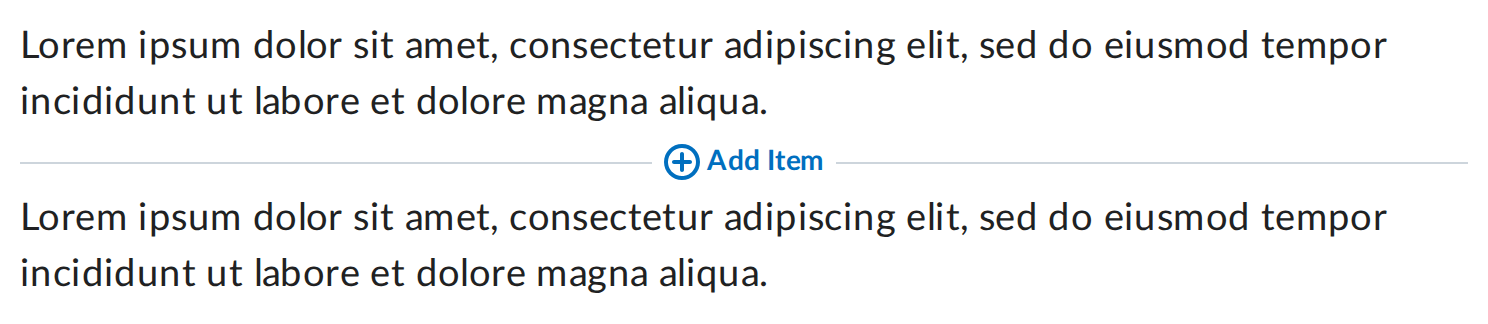 Lorem ipsum dolor sit amet, consectetur adipiscing elit, sed do eiusmod tempor
incididunt ut labore et dolore magna aliqua.
Add Item
Lorem ipsum dolor sit amet, consectetur adipiscing elit, sed do eiusmod tempor
incididunt ut labore et dolore magna aliqua.